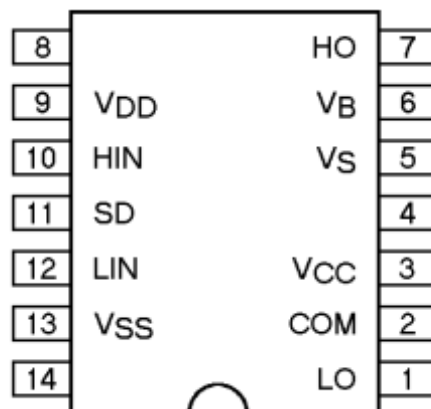 8 HO 7
9 VDD VB 6
10 HIN VS 5
11 SD 4
12 LIN VCC 3
13 VSS COM 2
14 LO 1